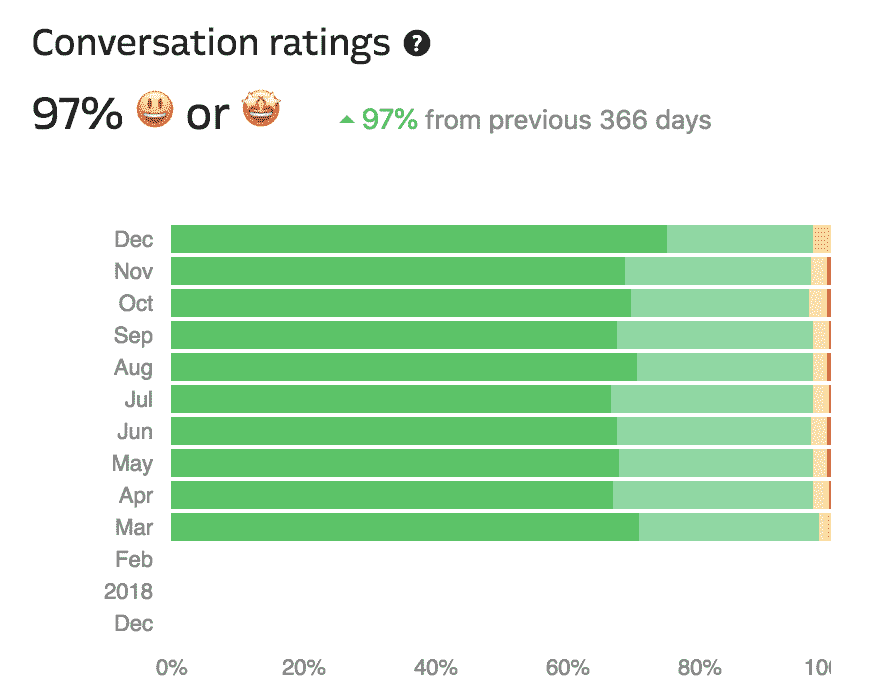 Conversation ratings ?
97% 😃 or 🤩 97% from previous 366 days
Dec
Nov
Oct
Sep
Aug
Jul
Jun
May
Apr
Mar
Feb
2018
Dec
0% 20% 40% 60% 80% 10